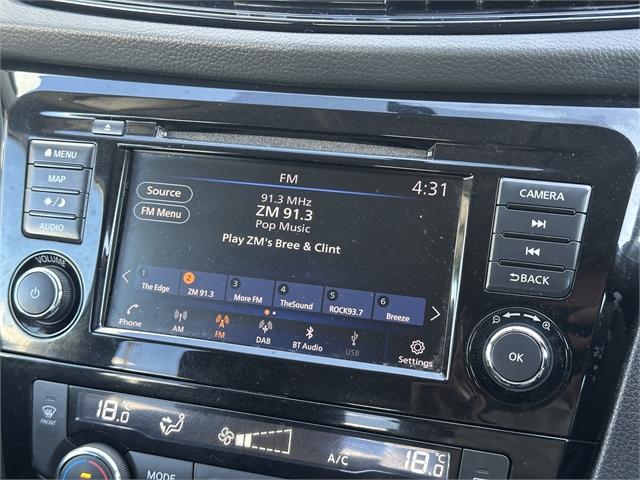 MENU
MAP
AUDIO
VOLUME
FM
4:31
Source
FM Menu
91.3 MHz
ZM 91.3
Pop Music
Play ZM's Bree & Clint
1 The Edge
2 ZM 91.3
3 More FM
4 TheSound
5 ROCK93.7
6 Breeze
Phone
AM
FM
DAB
BT Audio
USB
Settings
CAMERA
BACK
OK
FRONT
18.0°C
A/C
18.0°C
MODE